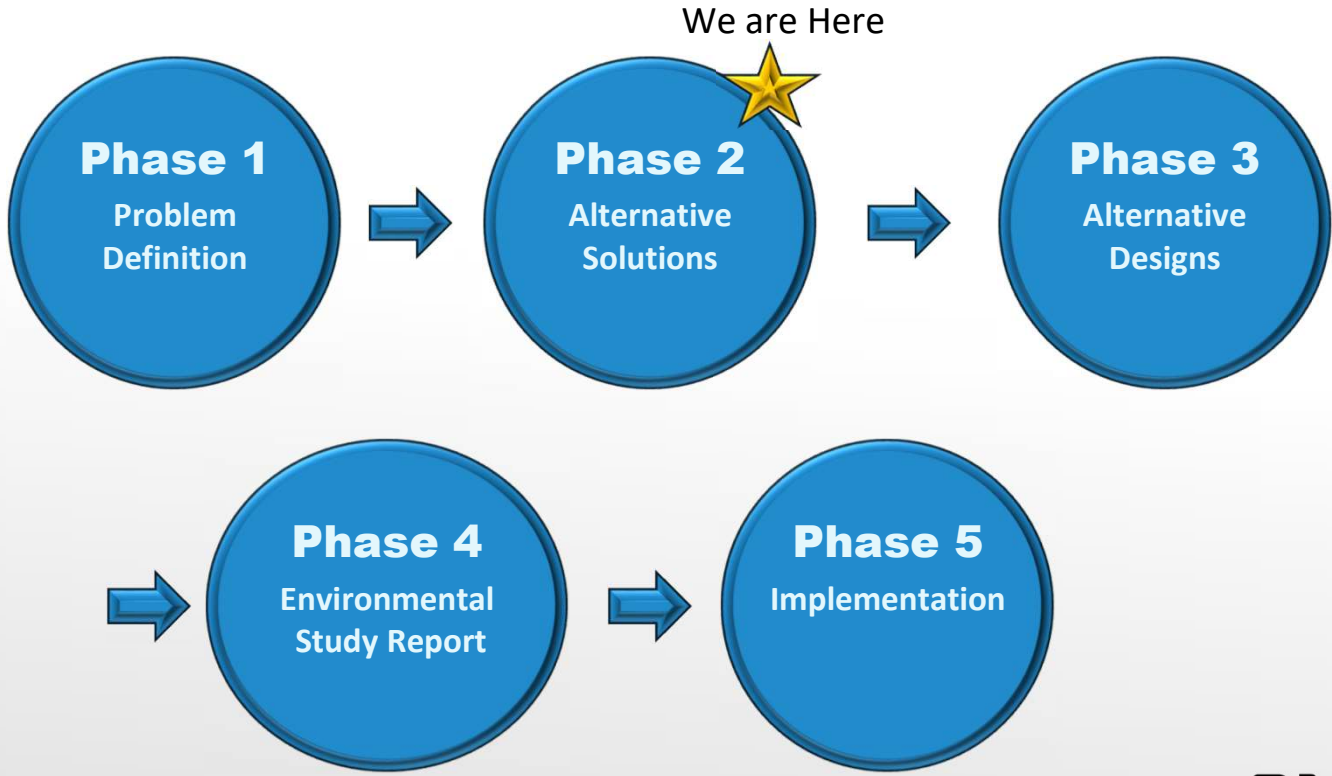 We are Here
Phase 1
Problem
Definition
Phase 2
Alternative
Solutions
Phase 3
Alternative
Designs
Phase 4
Environmental
Study Report
Phase 5
Implementation